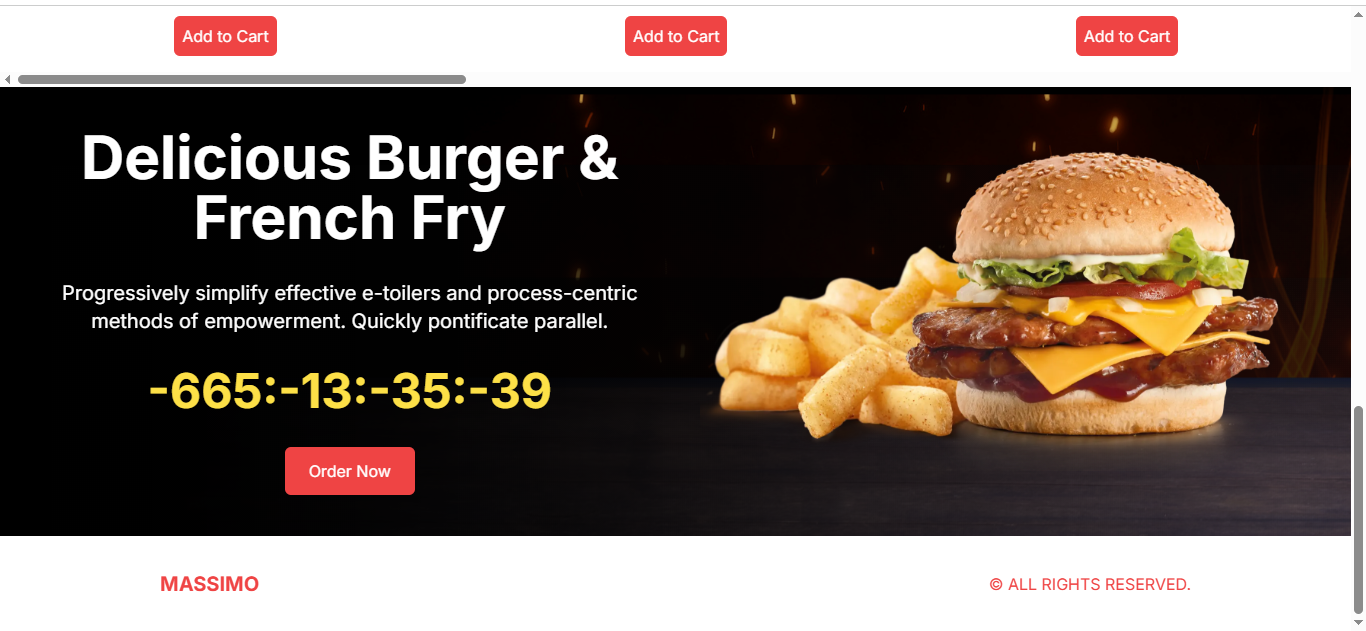 Add to Cart Add to Cart Add to Cart
Delicious Burger &
French Fry
Progressively simplify effective e-toilers and process-centric
methods of empowerment. Quickly pontificate parallel.
-665:-13:-35:-39
Order Now
MASSIMO © ALL RIGHTS RESERVED.